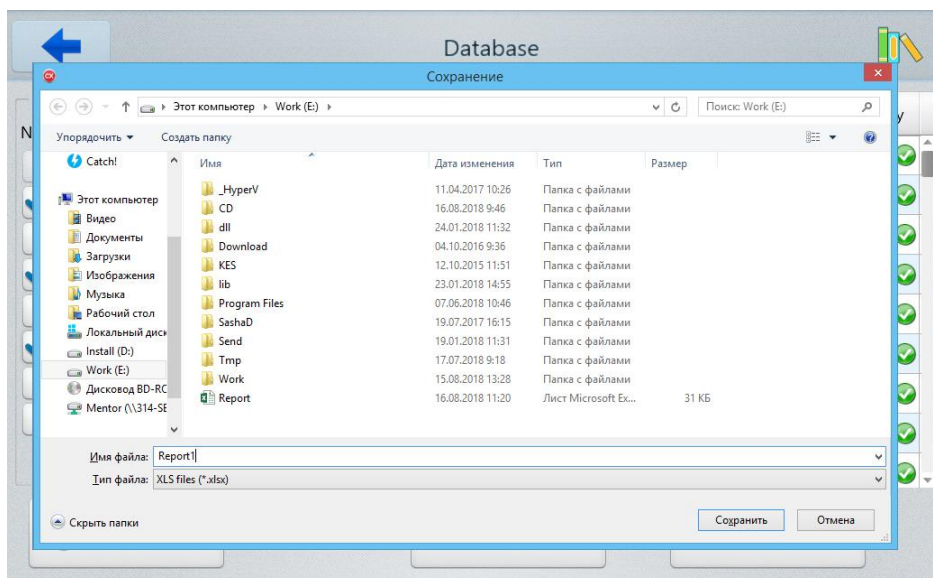 Database
Сохранение
Этот компьютер Work (E:)
Поиск: Work (E:)
Упорядочить Создать папку
Catch!
Этот компьютер
Видео
Документы
Загрузки
Изображения
Музыка
Рабочий стол
Локальный диск
Install (D:)
Work (E:)
Дисковод BD-RC
Mentor (\\314-SE
Имя Дата изменения Тип Размер
_HyperV 11.04.2017 10:26 Папка с файлами
CD 16.08.2018 9:46 Папка с файлами
dll 24.01.2018 11:32 Папка с файлами
Download 04.10.2016 9:36 Папка с файлами
KES 12.10.2015 11:51 Папка с файлами
lib 23.01.2018 14:55 Папка с файлами
Program Files 07.06.2018 10:46 Папка с файлами
SashaD 19.07.2017 16:15 Папка с файлами
Send 19.01.2018 11:31 Папка с файлами
Tmp 17.07.2018 9:18 Папка с файлами
Work 15.08.2018 13:28 Папка с файлами
Report 16.08.2018 11:20 Лист Microsoft Ex... 31 КБ
Имя файла: Report1
Тип файла: XLS files (*.xlsx)
Скрыть папки
Сохранить Отмена